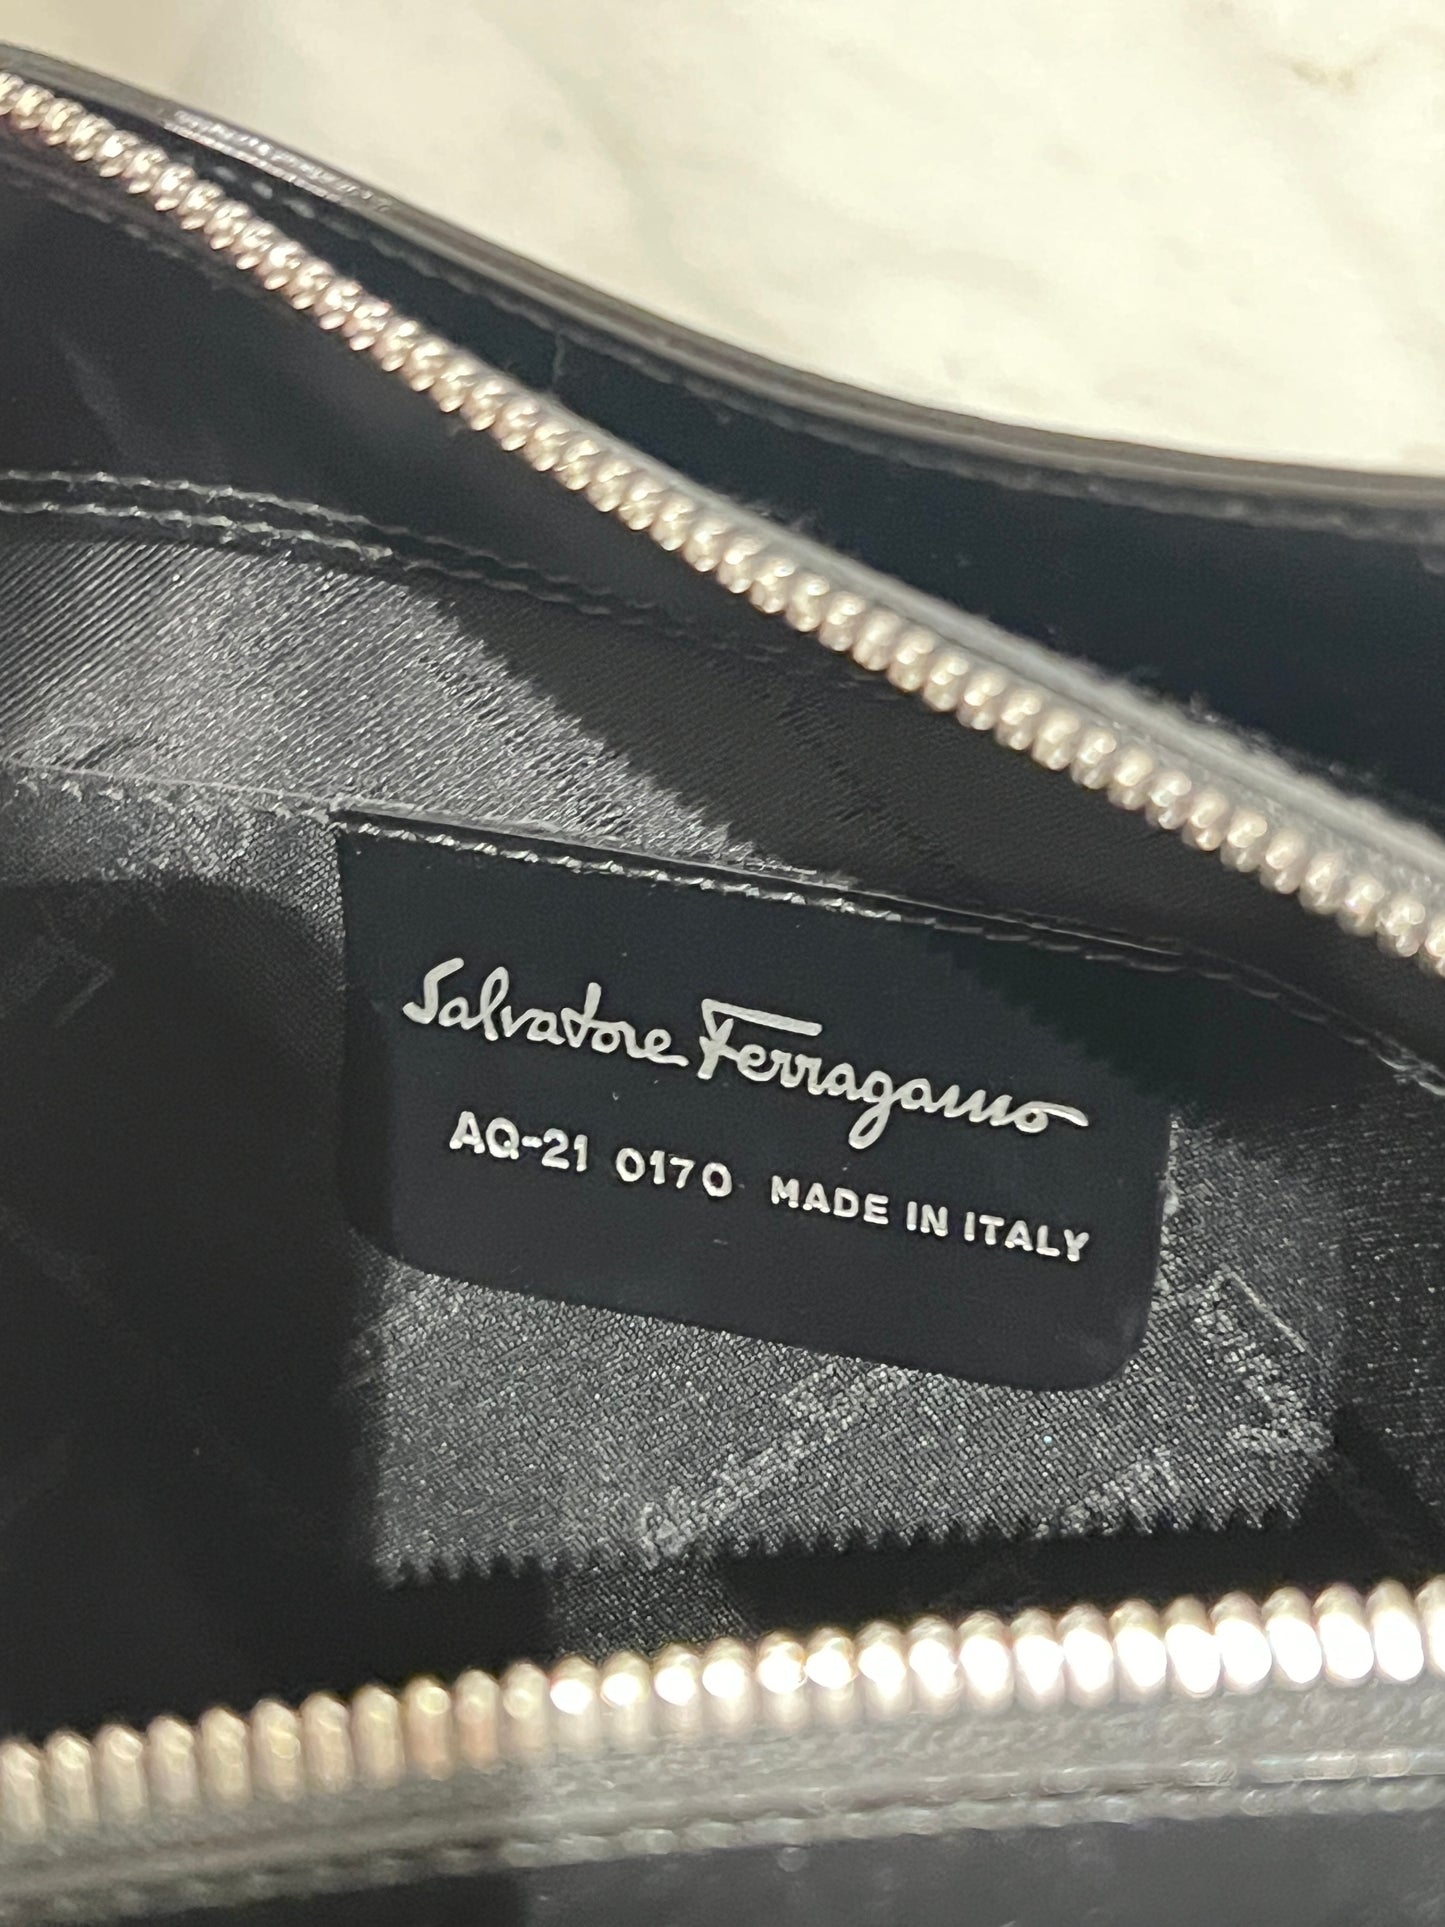 Salvatore Ferragamo
AQ-21 0170 MADE IN ITALY